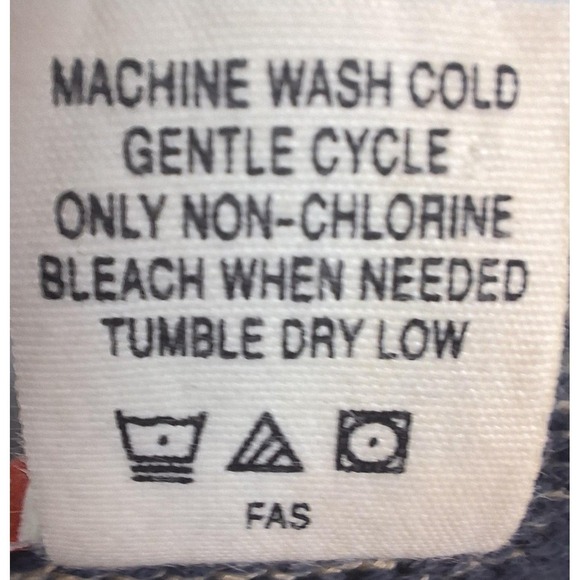 MACHINE WASH COLD
GENTLE CYCLE
ONLY NON-CHLORINE
BLEACH WHEN NEEDED
TUMBLE DRY LOW
FAS